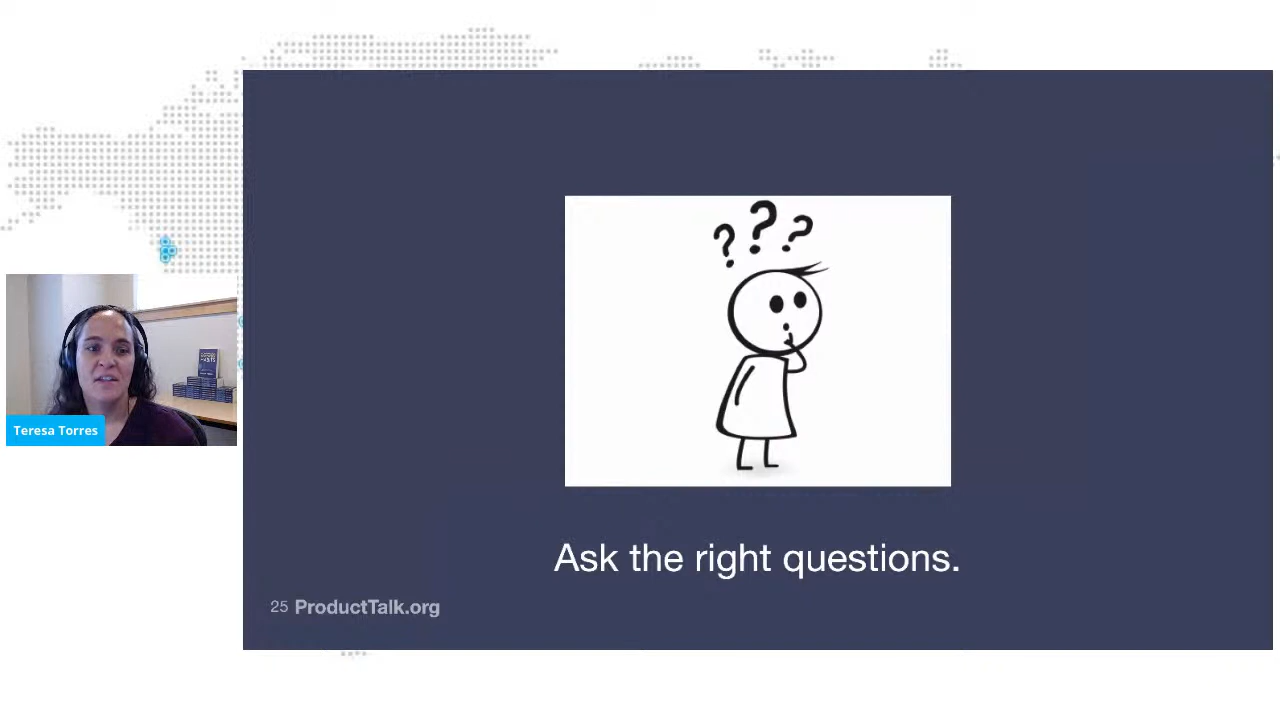 ? ? ?
Teresa Torres
Ask the right questions.
25 ProductTalk.org